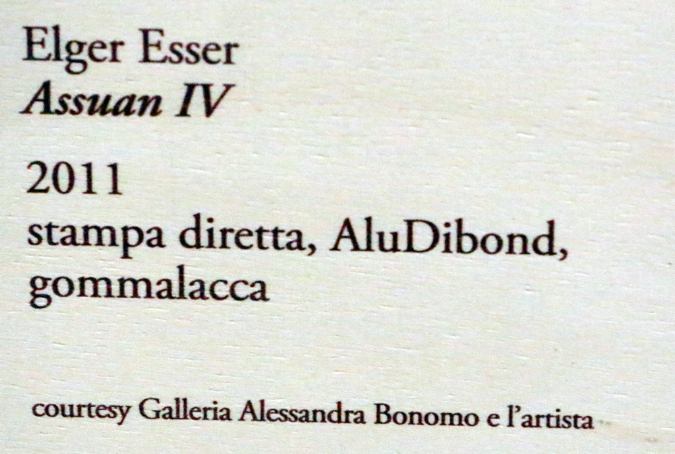 Elger Esser
Assuan IV
2011
stampa diretta, AluDibond,
gommalacca
courtesy Galleria Alessandra Bonomo e l'artista